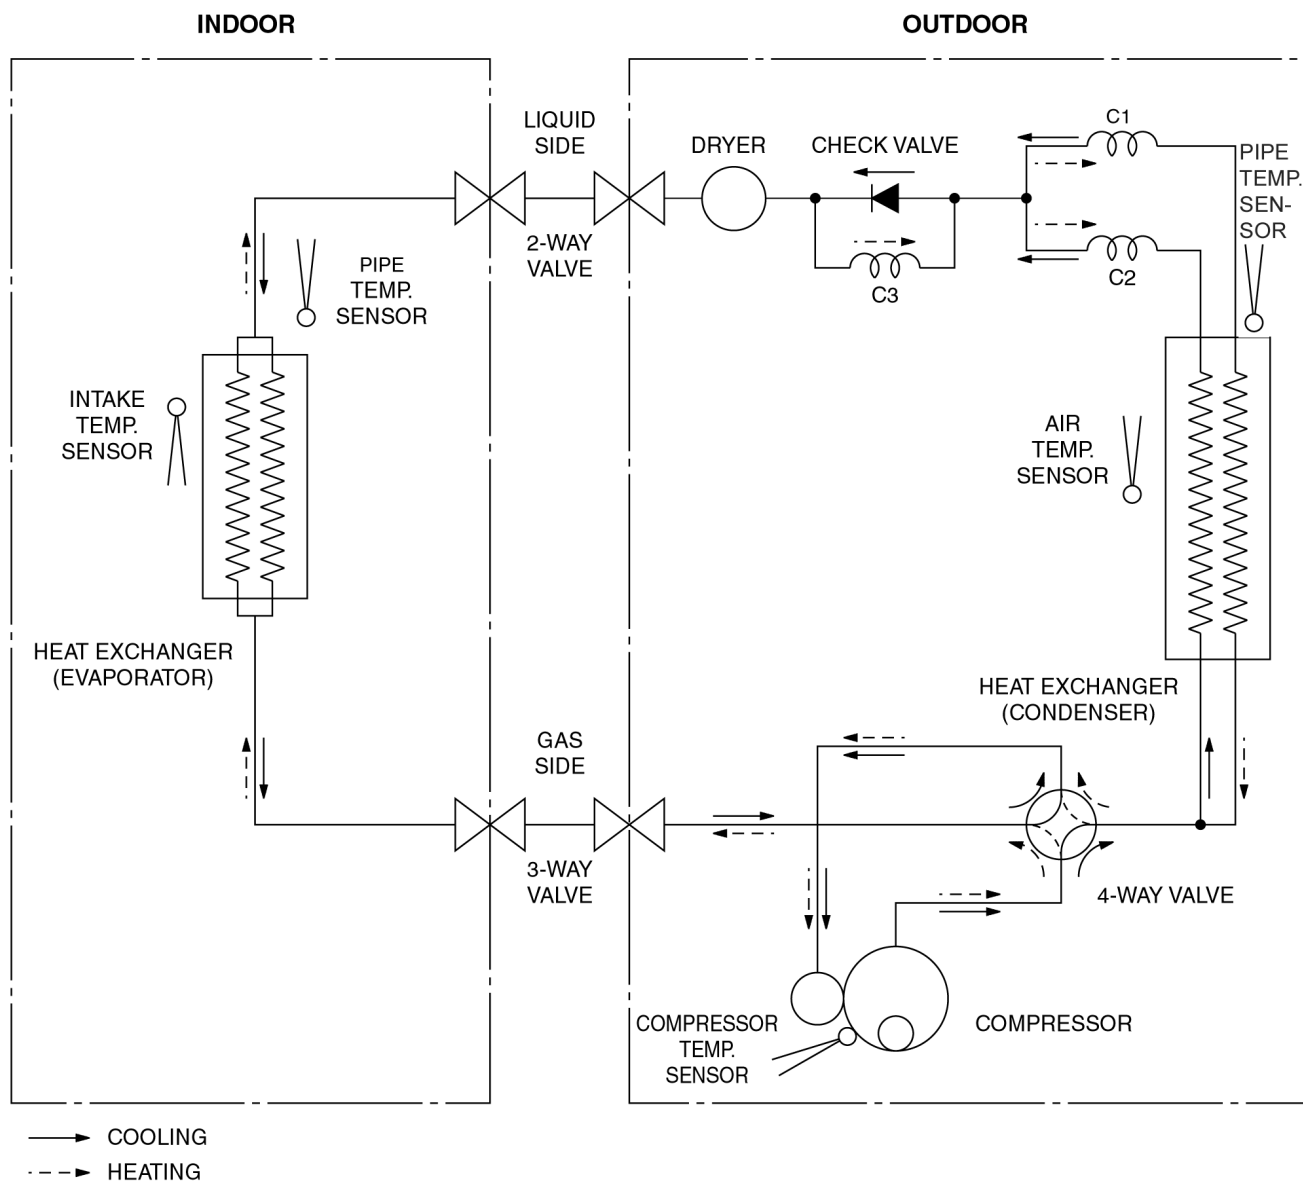 INDOOR
OUTDOOR
LIQUID
SIDE
DRYER
CHECK VALVE
C1
PIPE
TEMP.
SEN-
SOR
2-WAY
VALVE
PIPE
TEMP.
SENSOR
C3
C2
INTAKE
TEMP.
SENSOR
AIR
TEMP.
SENSOR
HEAT EXCHANGER
(EVAPORATOR)
HEAT EXCHANGER
(CONDENSER)
GAS
SIDE
3-WAY
VALVE
4-WAY VALVE
COMPRESSOR
TEMP.
SENSOR
COMPRESSOR
COOLING
HEATING